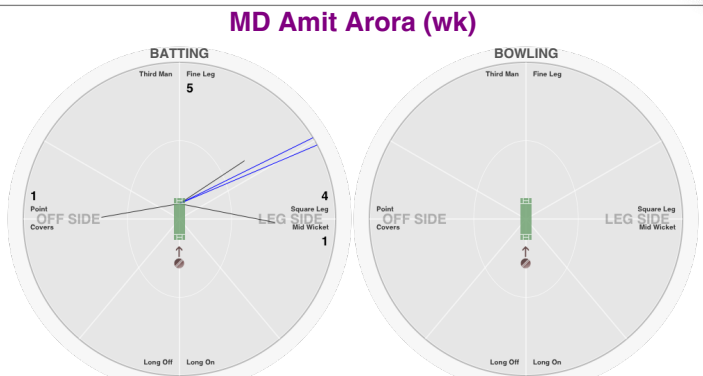 MD Amit Arora (wk)
BATTING
Third Man
Fine Leg
5
1
Point
OFF SIDE
Covers
4
Square Leg
LEG SIDE
Mid Wicket
1
Long Off
Long On
BOWLING
Third Man
Fine Leg
Point
OFF SIDE
Covers
Square Leg
LEG SIDE
Mid Wicket
Long Off
Long On